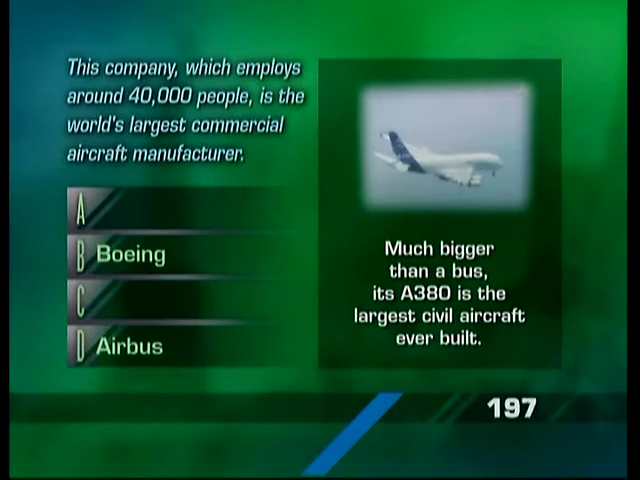 This company, which employs
around 40,000 people, is the
world's largest commercial
aircraft manufacturer.
A
B Boeing
C
D Airbus
Much bigger
than a bus,
its A380 is the
largest civil aircraft
ever built.
197